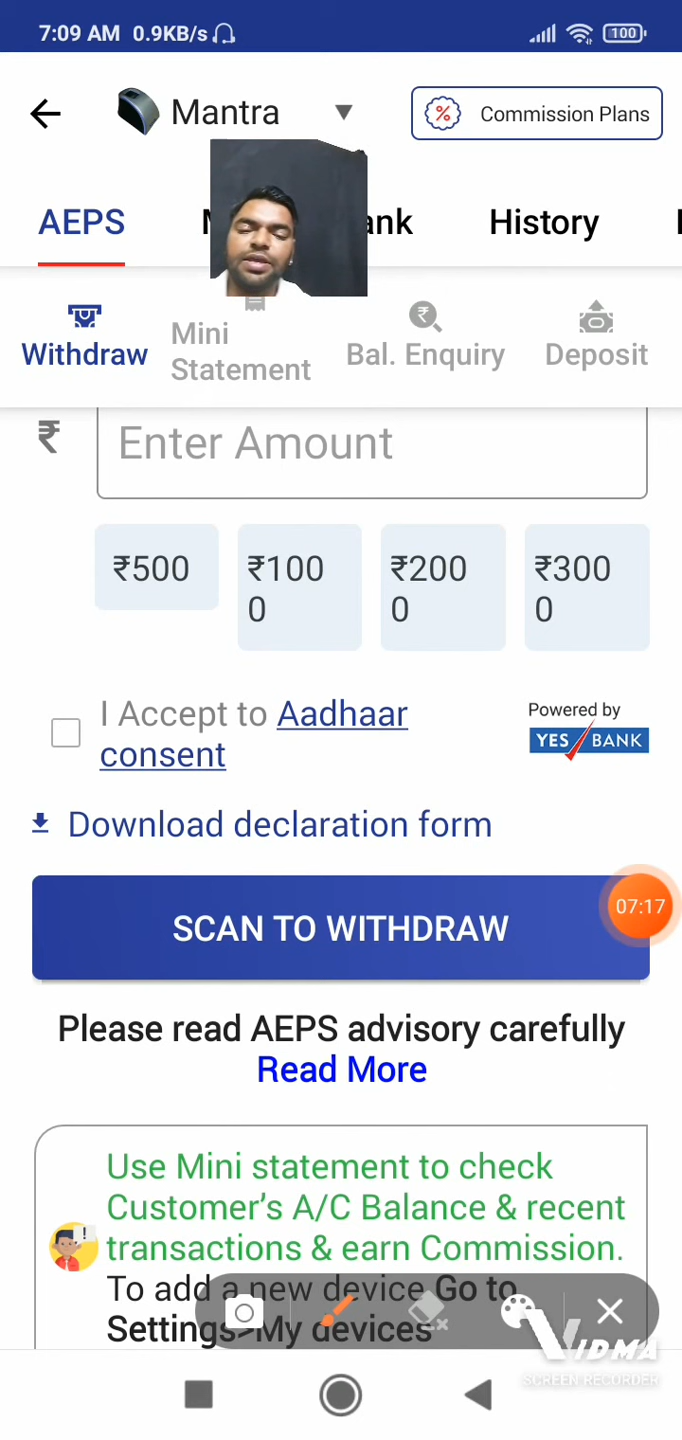 7:09 AM 0.9KB/s 100
Mantra
Commission Plans
AEPS ank History
Withdraw
Mini
Statement
Bal. Enquiry
Deposit
₹ Enter Amount
₹500
₹100
0
₹200
0
₹300
0
I Accept to Aadhaar
consent
Powered by
YES BANK
Download declaration form
SCAN TO WITHDRAW
07:17
Please read AEPS advisory carefully
Read More
Use Mini statement to check
Customer's A/C Balance & recent
transactions & earn Commission.
To add a new device Go to
Settings>My devices
VIDMA
SCREEN RECORDER